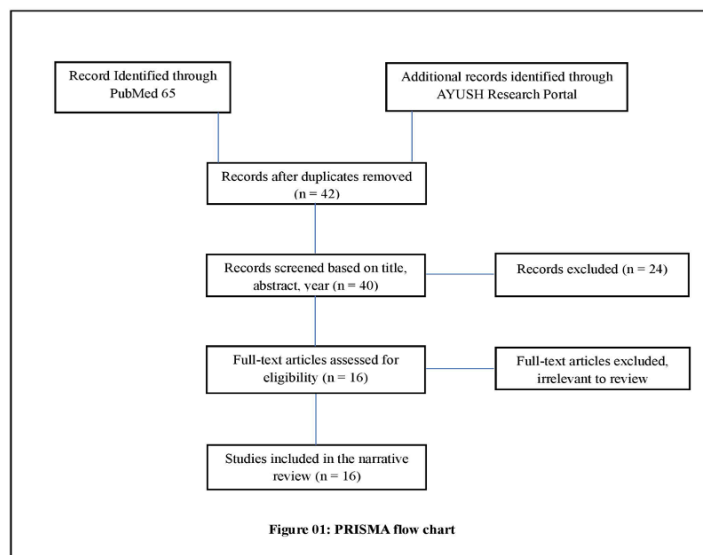 Record Identified through
PubMed 65
Additional records identified through
AYUSH Research Portal
Records after duplicates removed
(n = 42)
Records screened based on title,
abstract, year (n = 40)
Records excluded (n = 24)
Full-text articles assessed for
eligibility (n = 16)
Full-text articles excluded,
irrelevant to review
Studies included in the narrative
review (n = 16)
Figure 01: PRISMA flow chart